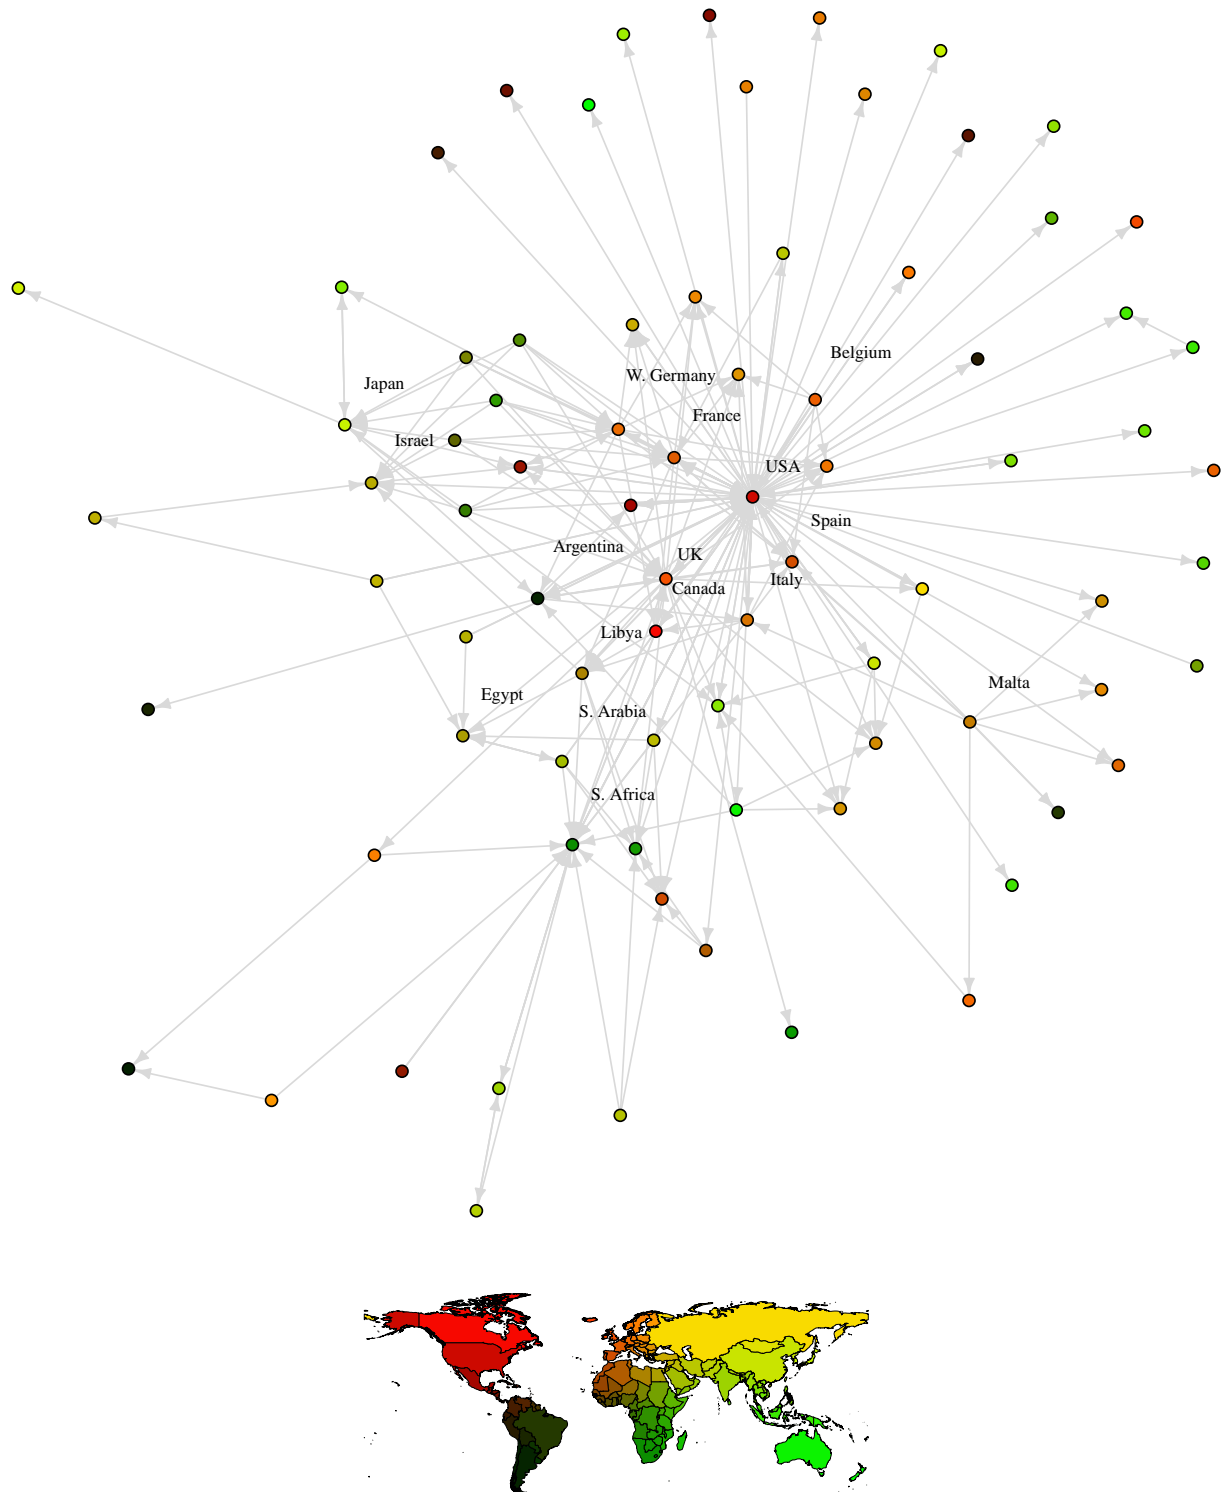 Belgium
W. Germany
Japan
France
Israel
USA
Spain
Argentina
UK
Italy
Canada
Libya
Malta
Egypt
S. Arabia
S. Africa